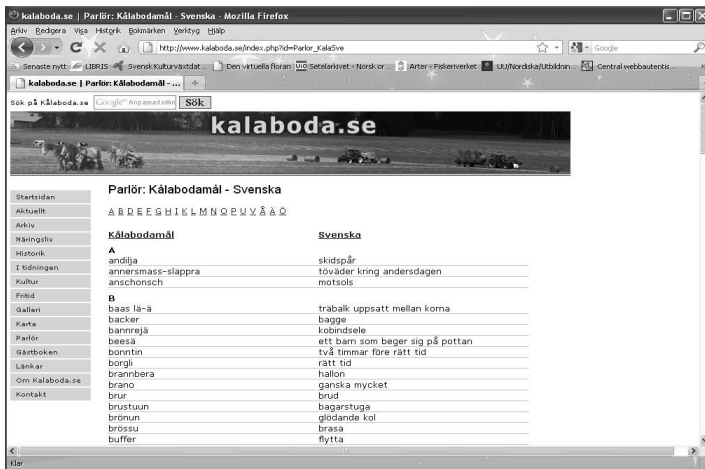 kalaboda.se | Parlör: Kålabodamål - Svenska - Mozilla Firefox
Arkiv Redigera Visa Historik Bokmärken Verktyg Hjälp
http://www.kalaboda.se/index.php?id=Parlor_KalaSve
Google
Senaste nytt LIBRIS Svensk Kulturväxtdat... Den virtuella floran Setelarkivet - Norsk or... Arter - Fiskeriverket UU/Nordiska/Utbildnin... Central webbautentis...
kalaboda.se | Parlör: Kålabodamål - ...
Sök på Kålaboda.se Google Anpassad sökn Sök
kalaboda.se
Parlör: Kålabodamål - Svenska
A B D E F G H I K L M N O P U V Å Ä Ö
Startsidan
Aktuellt
Arkiv
Näringsliv
Historik
I tidningen
Kultur
Fritid
Galleri
Karta
Parlör
Gästboken
Länkar
Om Kalaboda.se
Kontakt
Kålabodamål Svenska
A
andilja skidspår
annersmass-slappra töväder kring andersdagen
anschonsch motsols
B
baas lä-ä träbalk uppsatt mellan korna
backer bagge
bannrejä kobindsele
beesä ett barn som beger sig på pottan
bonntin två timmar före rätt tid
borgli rätt tid
brannbera hallon
brano ganska mycket
brur brud
brustuun bagarstuga
brönun glödande kol
brössu brasa
buffer flytta
Klar